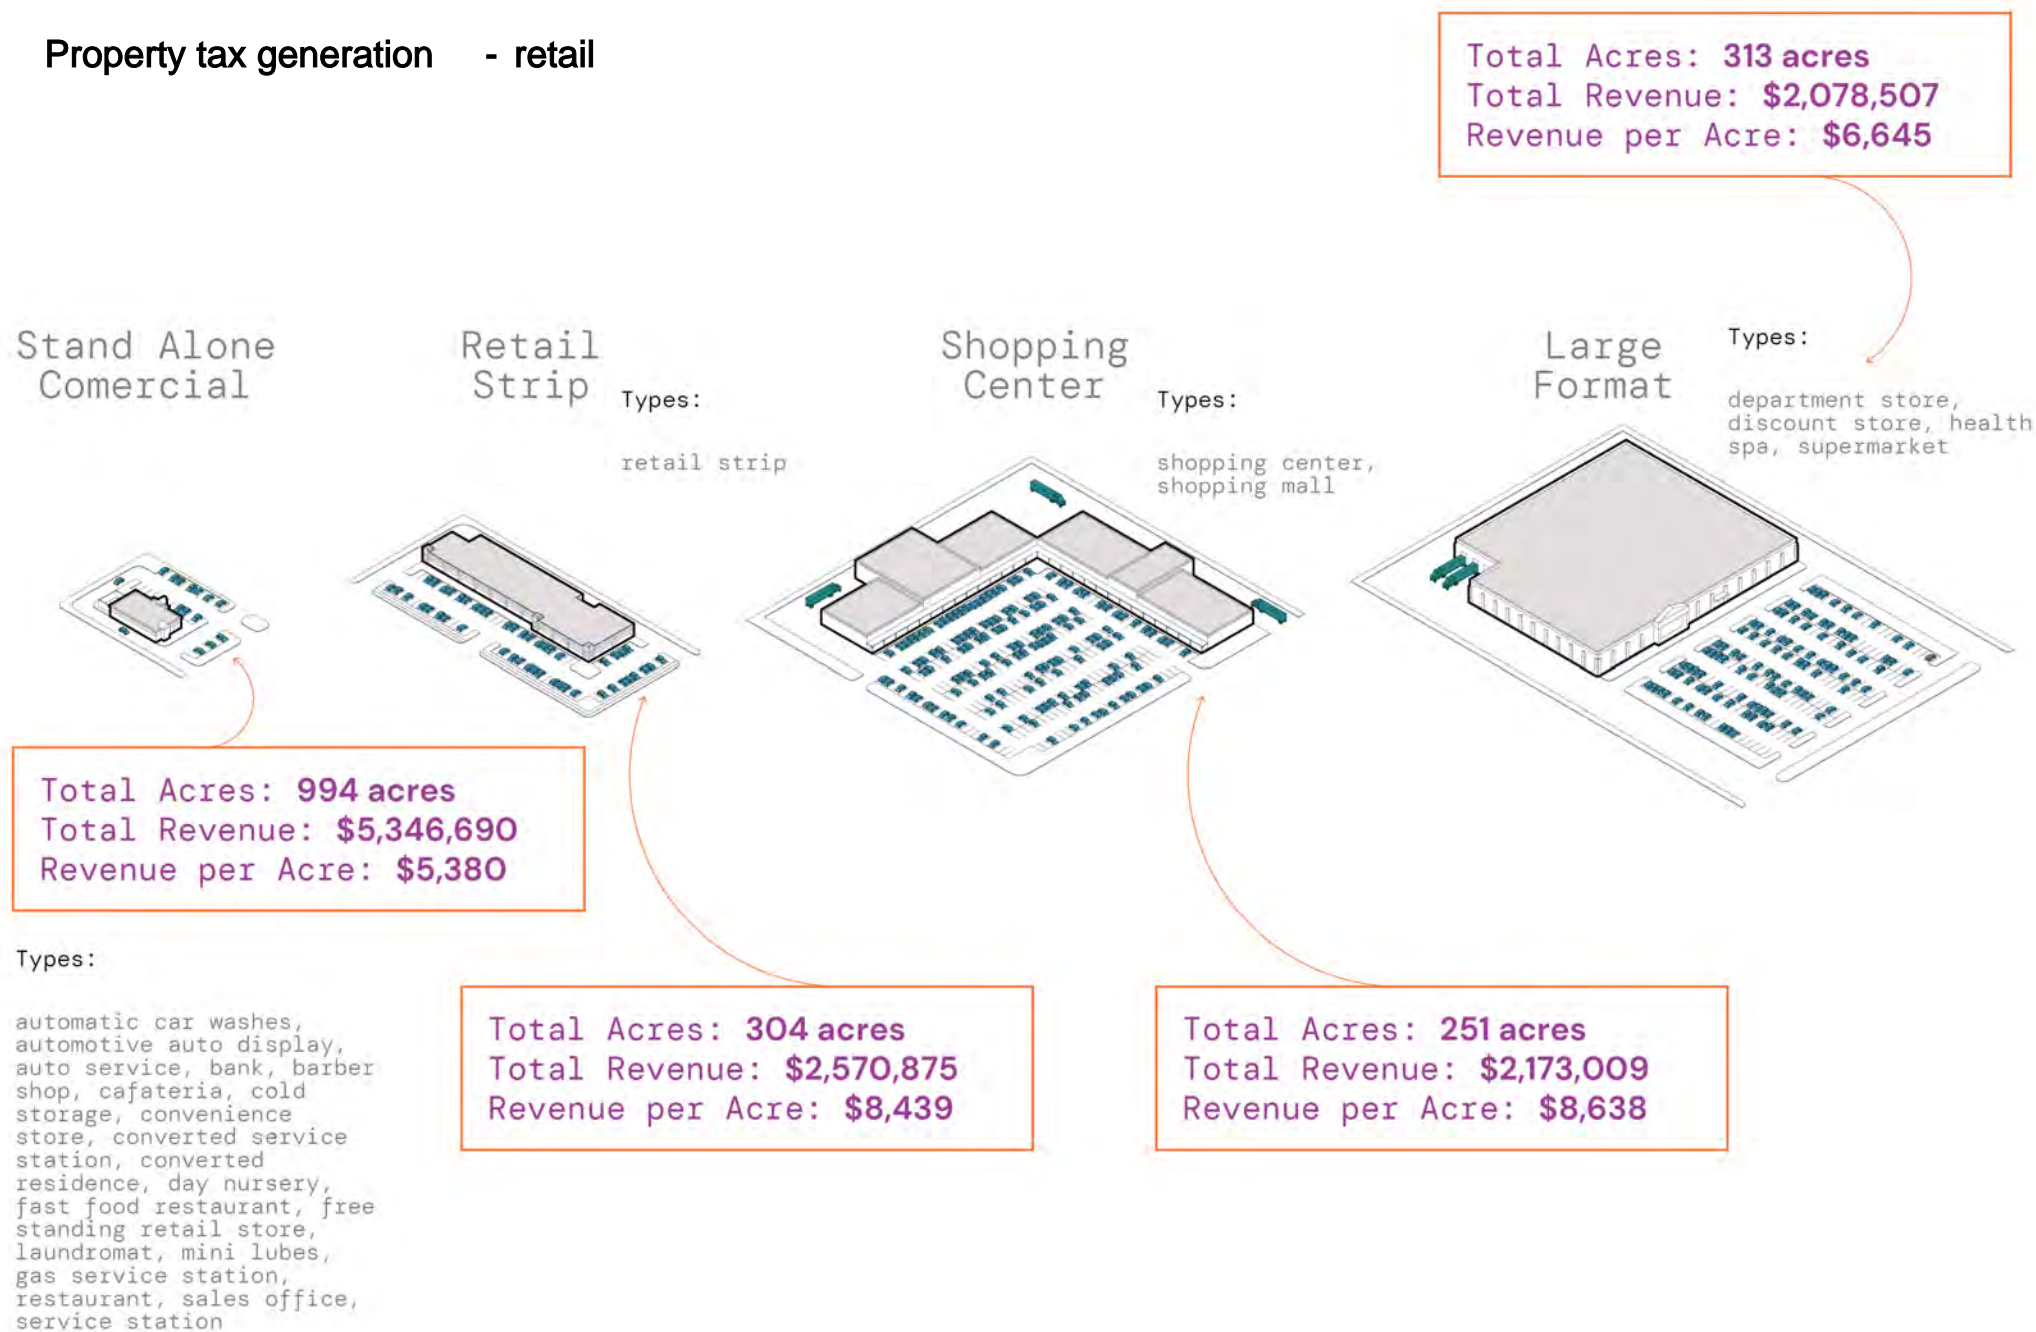 Property tax generation - retail
Total Acres: 313 acres
Total Revenue: $2,078,507
Revenue per Acre: $6,645
Stand Alone
Comercial
Retail
Strip
Types:
retail strip
Shopping
Center
Types:
shopping center,
shopping mall
Large
Format
Types:
department store,
discount store, health
spa, supermarket
Total Acres: 994 acres
Total Revenue: $5,346,690
Revenue per Acre: $5,380
Types:
automatic car washes,
automotive auto display,
auto service, bank, barber
shop, cafateria, cold
storage, convenience
store, converted service
station, converted
residence, day nursery,
fast food restaurant, free
standing retail store,
laundromat, mini lubes,
gas service station,
restaurant, sales office,
service station
Total Acres: 304 acres
Total Revenue: $2,570,875
Revenue per Acre: $8,439
Total Acres: 251 acres
Total Revenue: $2,173,009
Revenue per Acre: $8,638